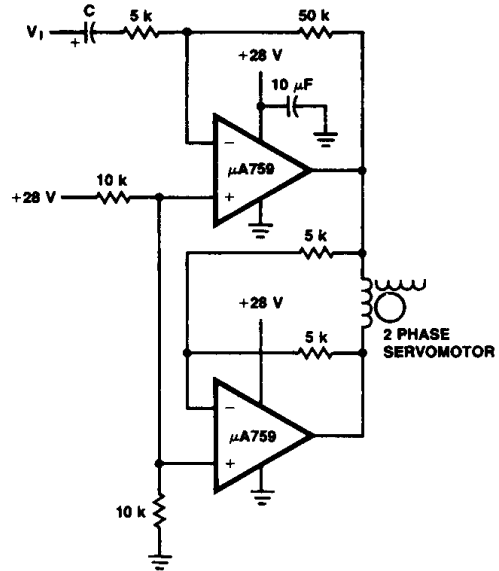 C
V₁
+
5 k
50 k
+28 V
10 µF
−
µA759
+
10 k
+28 V
5 k
+28 V
5 k
2 PHASE
SERVOMOTOR
−
µA759
+
10 k